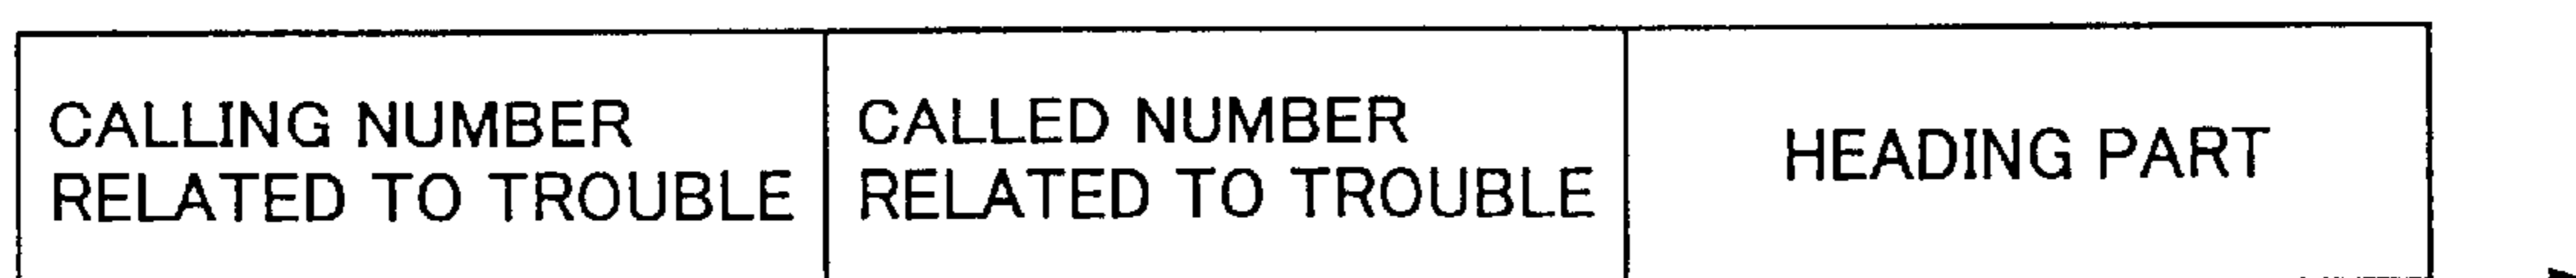 CALLING NUMBER
RELATED TO TROUBLE
CALLED NUMBER
RELATED TO TROUBLE
HEADING PART